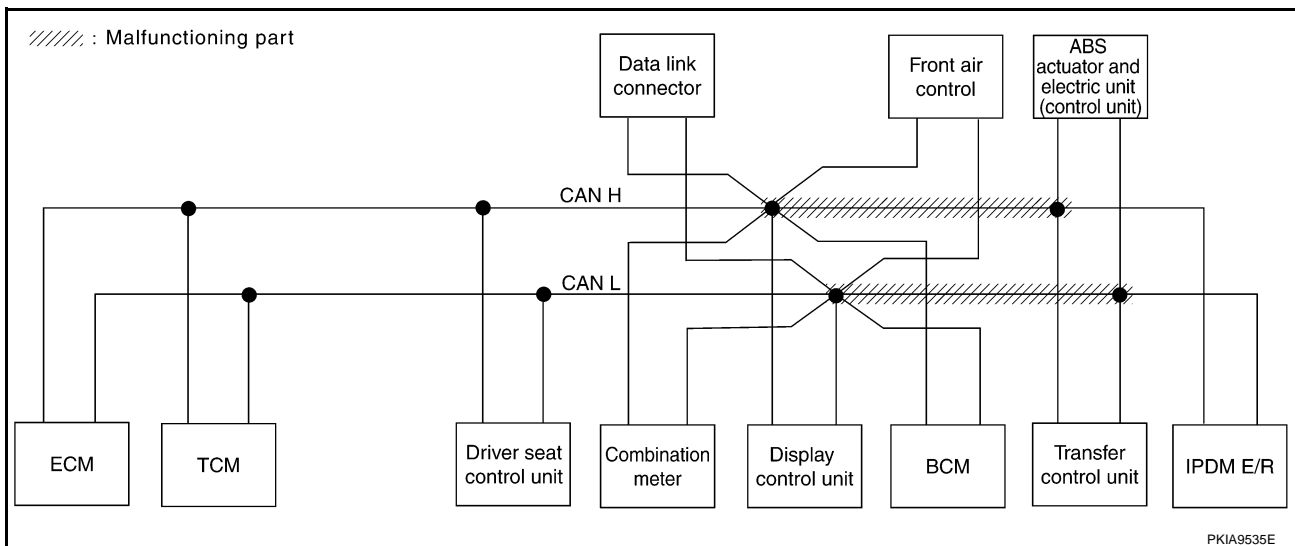 : Malfunctioning part
Data link
connector
Front air
control
ABS
actuator and
electric unit
(control unit)
CAN H
CAN L
ECM
TCM
Driver seat
control unit
Combination
meter
Display
control unit
BCM
Transfer
control unit
IPDM E/R
PKIA9535E